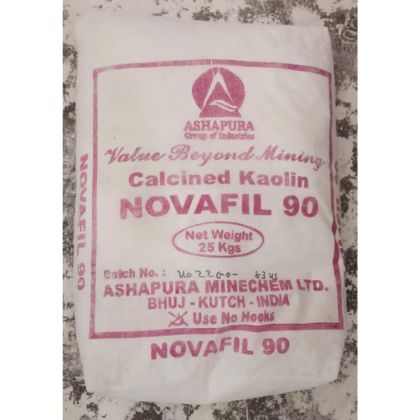 ASHAPURA
Group of Industries
Value Beyond Mining
Calcined Kaolin
NOVAFIL 90
Net Weight
25 Kgs
Batch No. :
ASHAPURA MINECHEM LTD.
BHUJ - KUTCH - INDIA
Use No Hooks
NOVAFIL 90
NOVAFIL 90
NOVAFIL